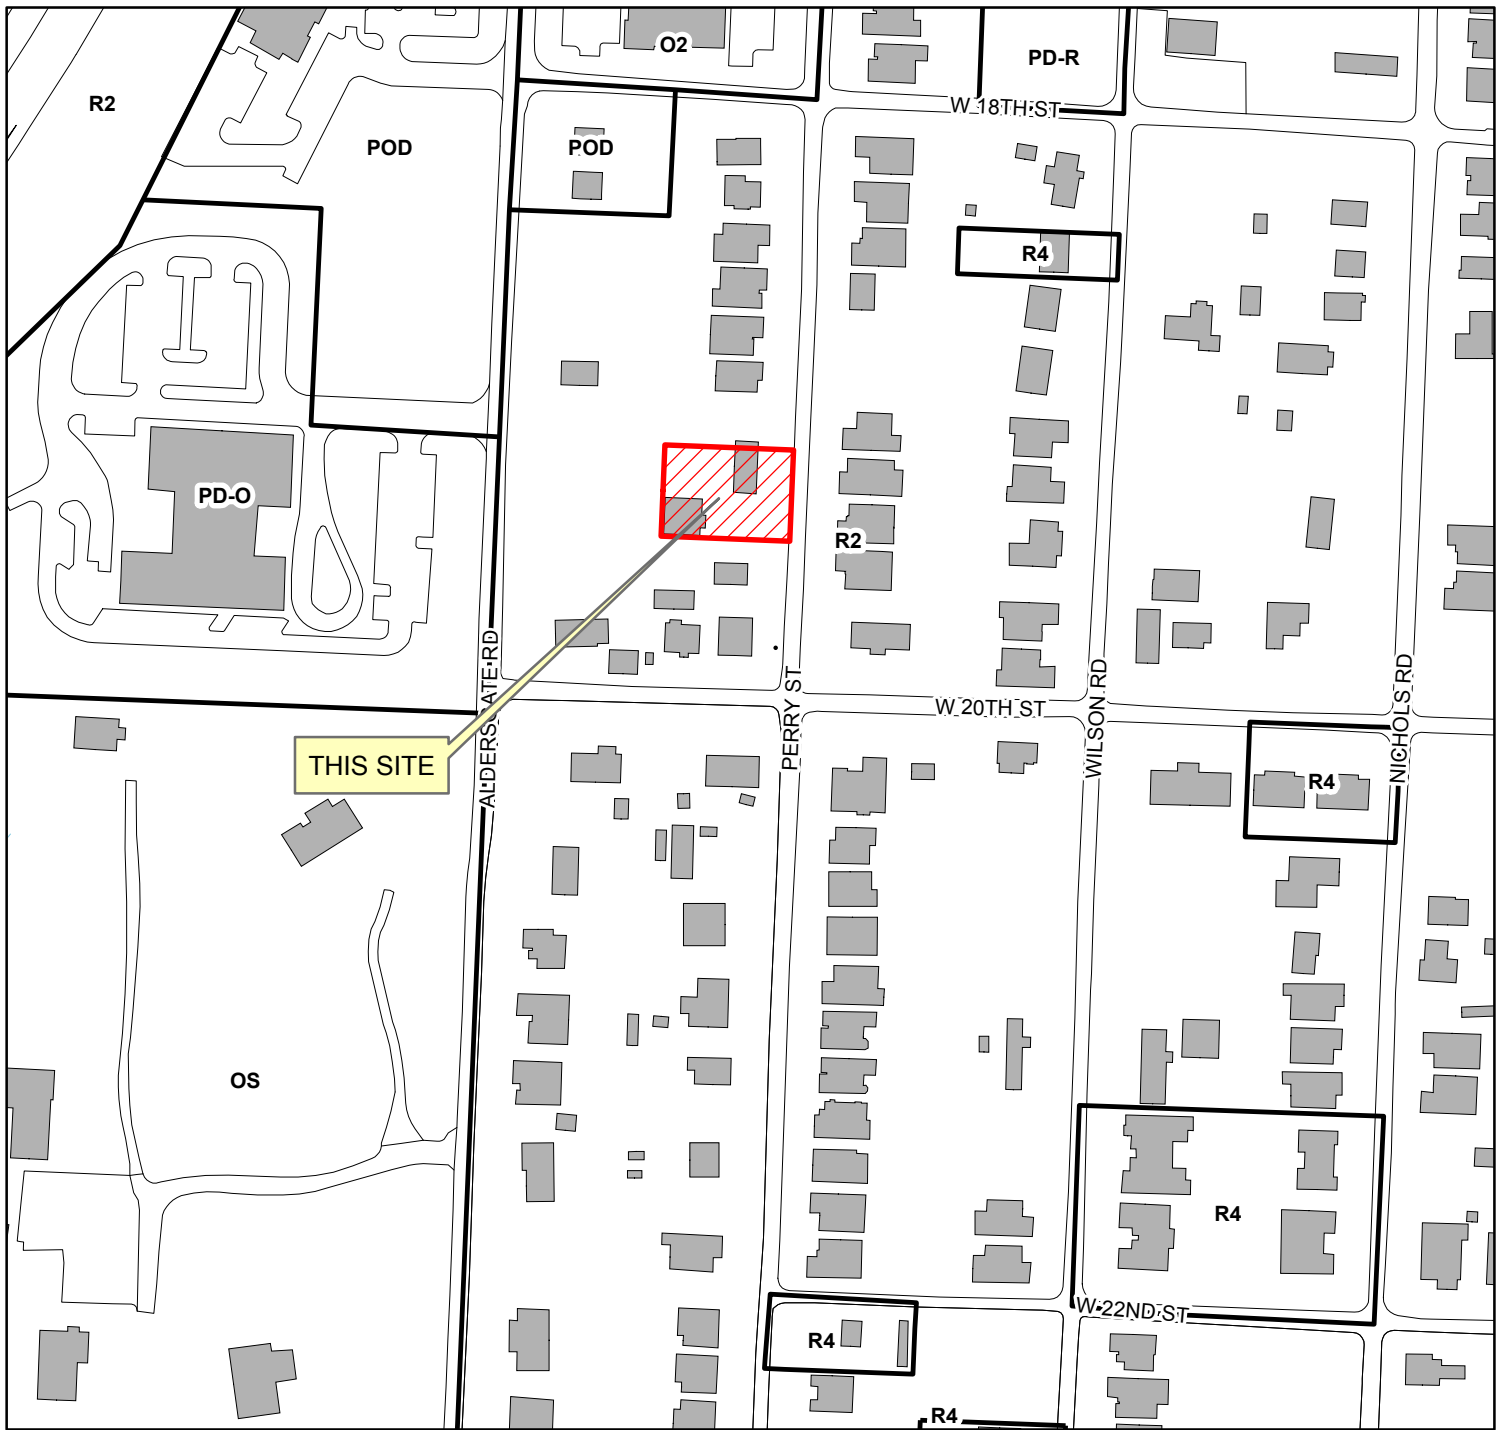 O2
PD-R
R2
W 18TH ST
POD
POD
R4
PD-O
R2
ALDERSGATE RD
PERRY ST
WILSON RD
NICHOLS RD
W 20TH ST
THIS SITE
R4
OS
R4
W 22ND ST
R4
R4